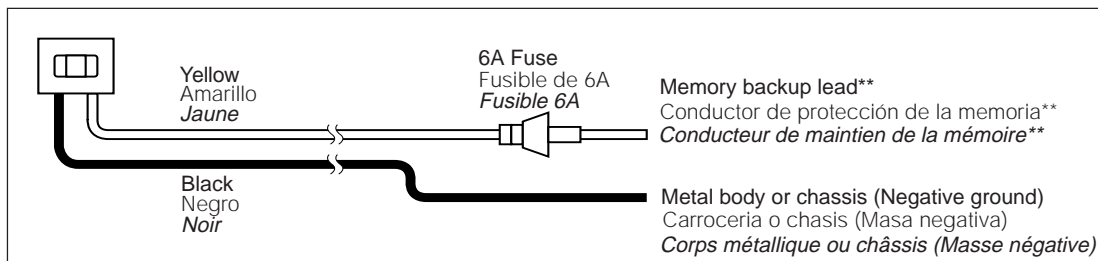 Yellow
Amarillo
Jaune
6A Fuse
Fusible de 6A
Fusible 6A
Memory backup lead**
Conductor de protección de la memoria**
Conducteur de maintien de la mémoire**
Black
Negro
Noir
Metal body or chassis (Negative ground)
Carroceria o chasis (Masa negativa)
Corps métallique ou châssis (Masse négative)